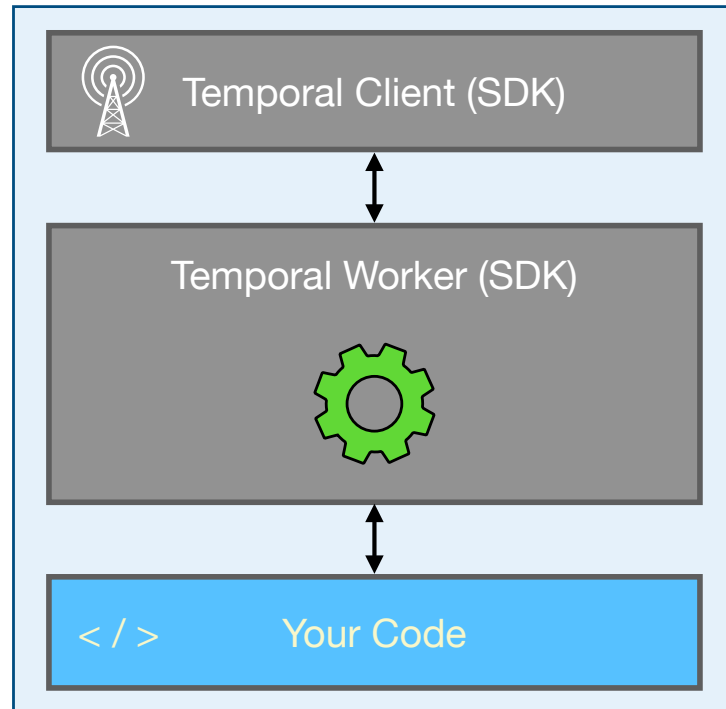 Temporal Client (SDK)
Temporal Worker (SDK)
< / > Your Code